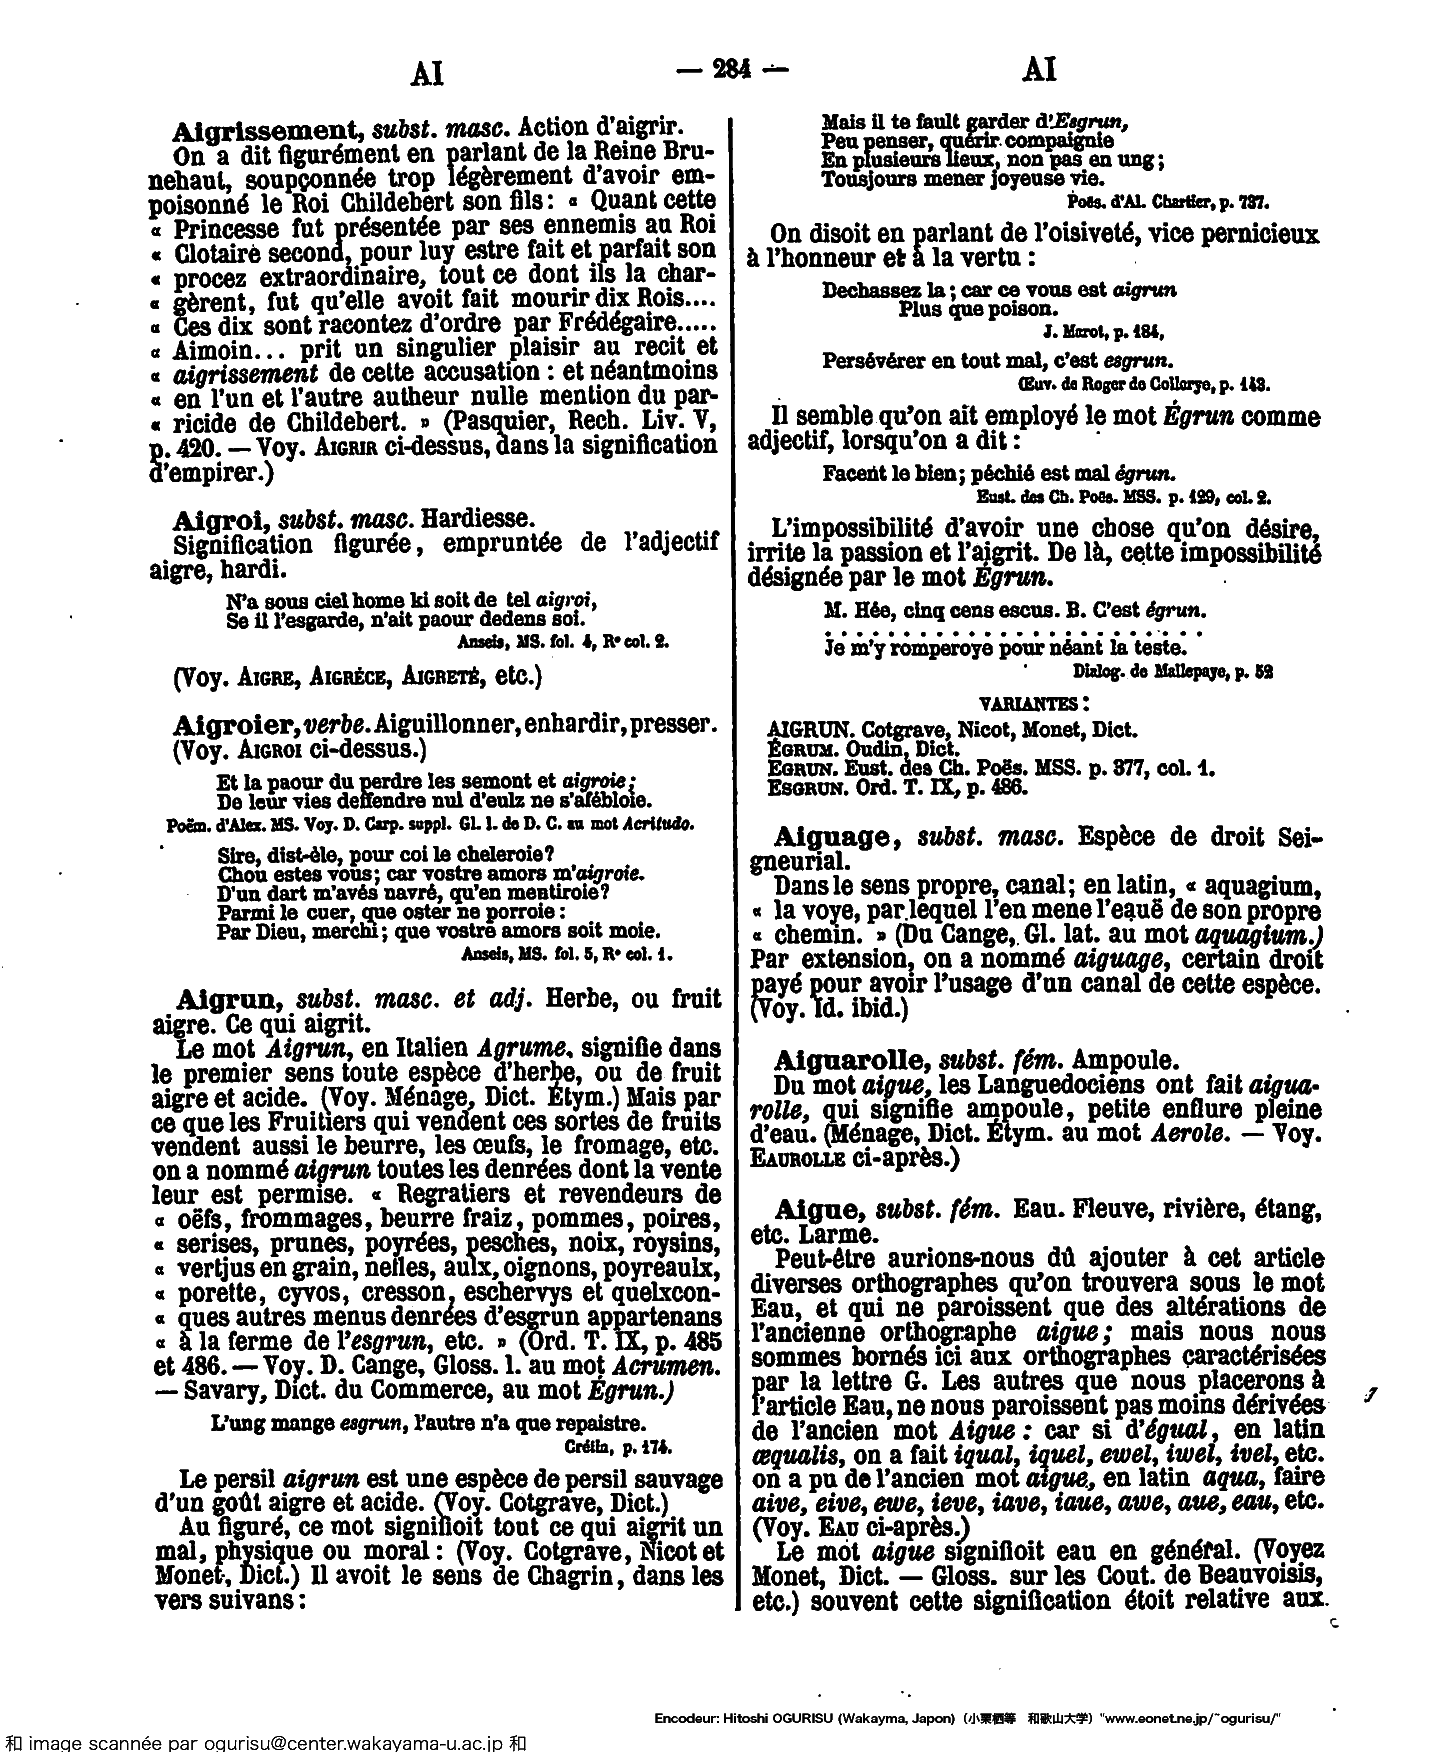 AI — 284 — AI
Aigrissement, subst. masc. Action d'aigrir.
On a dit figurément en parlant de la Reine Bru-
nehaut, soupçonnée trop légèrement d'avoir em-
poisonné le Roi Childebert son fils : « Quant cette
« Princesse fut présentée par ses ennemis au Roi
« Clotaire second, pour luy estre fait et parfait son
« procez extraordinaire, tout ce dont ils la char-
« gèrent, fut qu'elle avoit fait mourir dix Rois....
« Ces dix sont racontez d'ordre par Frédégaire.....
« Aimoin... prit un singulier plaisir au recit et
« aigrissement de cette accusation : et néantmoins
« en l'un et l'autre autheur nulle mention du par-
« ricide de Childebert. » (Pasquier, Rech. Liv. V,
p. 420. — Voy. AIGRIR ci-dessus, dans la signification
d'empirer.)
Aigroi, subst. masc. Hardiesse.
Signification figurée, empruntée de l'adjectif
aigre, hardi.
N'a sous ciel home ki soit de tel aigroi,
Se il l'esgarde, n'ait paour dedens soi.
Anseis, MS. fol. 4, R° col. 2.
(Voy. AIGRE, AIGRÉCE, AIGRETÉ, etc.)
Aigroier, verbe. Aiguillonner, enhardir, presser.
(Voy. AIGROI ci-dessus.)
Et la paour du perdre les semont et aigroie ;
De leur vies deffendre nul d'eulz ne s'afébloie.
Poëm. d'Alex. MS. Voy. D. Carp. suppl. Gl. l. de D. C. au mot Acritudo.
Sire, dist-èle, pour coi le cheleroie?
Chou estes vous ; car vostre amors m'aigroie.
D'un dart m'avés navré, qu'en mentiroie?
Parmi le cuer, que oster ne porroie :
Par Dieu, merchi ; que vostre amors soit moie.
Anseis, MS. fol. 5, R° col. 1.
Aigrun, subst. masc. et adj. Herbe, ou fruit
aigre. Ce qui aigrit.
Le mot Aigrun, en Italien Agrume, signifie dans
le premier sens toute espèce d'herbe, ou de fruit
aigre et acide. (Voy. Ménage, Dict. Étym.) Mais par
ce que les Fruitiers qui vendent ces sortes de fruits
vendent aussi le beurre, les œufs, le fromage, etc.
on a nommé aigrun toutes les denrées dont la vente
leur est permise. « Regratiers et revendeurs de
« oëfs, frommages, beurre fraiz, pommes, poires,
« serises, prunes, poyrées, pesches, noix, roysins,
« vertjus en grain, nefles, aulx, oignons, poyreaulx,
« porette, cyvos, cresson, eschervys et quelxcon-
« ques autres menus denrées d'esgrun appartenans
« à la ferme de l'esgrun, etc. » (Ord. T. IX, p. 485
et 486. — Voy. D. Cange, Gloss. l. au mot Acrumen.
— Savary, Dict. du Commerce, au mot Égrun.)
L'ung mange esgrun, l'autre n'a que repaistre.
Crétin, p. 174.
Le persil aigrun est une espèce de persil sauvage
d'un goût aigre et acide. (Voy. Cotgrave, Dict.)
Au figuré, ce mot signifioit tout ce qui aigrit un
mal, physique ou moral : (Voy. Cotgrave, Nicot et
Monet, Dict.) Il avoit le sens de Chagrin, dans les
vers suivans :
Mais il te fault garder d'Esgrun,
Peu penser, quérir compaignie
En plusieurs lieux, non pas en ung ;
Tousjours mener joyeuse vie.
Poës. d'Al. Chartier, p. 737.
On disoit en parlant de l'oisiveté, vice pernicieux
à l'honneur et à la vertu :
Dechassez la ; car ce vous est aigrun
Plus que poison.
J. Marot, p. 184,
Persévérer en tout mal, c'est esgrun.
Œuv. de Roger de Collerye, p. 143.
Il semble qu'on ait employé le mot Égrun comme
adjectif, lorsqu'on a dit :
Facent le bien ; péchié est mal égrun.
Eust. des Ch. Poës. MSS. p. 129, col. 2.
L'impossibilité d'avoir une chose qu'on désire,
irrite la passion et l'aigrit. De là, cette impossibilité
désignée par le mot Égrun.
M. Hée, cinq cens escus. B. C'est égrun.
. . . . . . . . . . . . . . . . . . . . . . . .
Je m'y romperoye pour néant la teste.
Dialog. de Mallepaye, p. 52
VARIANTES :
AIGRUN. Cotgrave, Nicot, Monet, Dict.
ÉGRUM. Oudin, Dict.
EGRUN. Eust. des Ch. Poës. MSS. p. 377, col. 1.
ESGRUN. Ord. T. IX, p. 486.
Aiguage, subst. masc. Espèce de droit Sei-
gneurial.
Dans le sens propre, canal ; en latin, « aquagium,
« la voye, par lequel l'en mene l'eauë de son propre
« chemin. » (Du Cange, Gl. lat. au mot aquagium.)
Par extension, on a nommé aiguage, certain droit
payé pour avoir l'usage d'un canal de cette espèce.
(Voy. Id. ibid.)
Aiguarolle, subst. fém. Ampoule.
Du mot aigue, les Languedociens ont fait aigua-
rolle, qui signifie ampoule, petite enflure pleine
d'eau. (Ménage, Dict. Étym. au mot Aerole. — Voy.
EAUROLLE ci-après.)
Aigue, subst. fém. Eau. Fleuve, rivière, étang,
etc. Larme.
Peut-être aurions-nous dû ajouter à cet article
diverses orthographes qu'on trouvera sous le mot
Eau, et qui ne paroissent que des altérations de
l'ancienne orthographe aigue ; mais nous nous
sommes bornés ici aux orthographes caractérisées
par la lettre G. Les autres que nous placerons à
l'article Eau, ne nous paroissent pas moins dérivées
de l'ancien mot Aigue : car si d'égual, en latin
æqualis, on a fait iqual, iquel, ewel, iwel, ivel, etc.
on a pu de l'ancien mot aigue, en latin aqua, faire
aive, eive, ewe, ieve, iave, iaue, awe, aue, eau, etc.
(Voy. EAU ci-après.)
Le mot aigue signifioit eau en général. (Voyez
Monet, Dict. — Gloss. sur les Cout. de Beauvoisis,
etc.) souvent cette signification étoit relative aux
Encodeur: Hitoshi OGURISU (Wakayma, Japon) (小栗栖等 和歌山大学) "www.eonet.ne.jp/~ogurisu/"
和 image scannée par ogurisu@center.wakayama-u.ac.jp 和